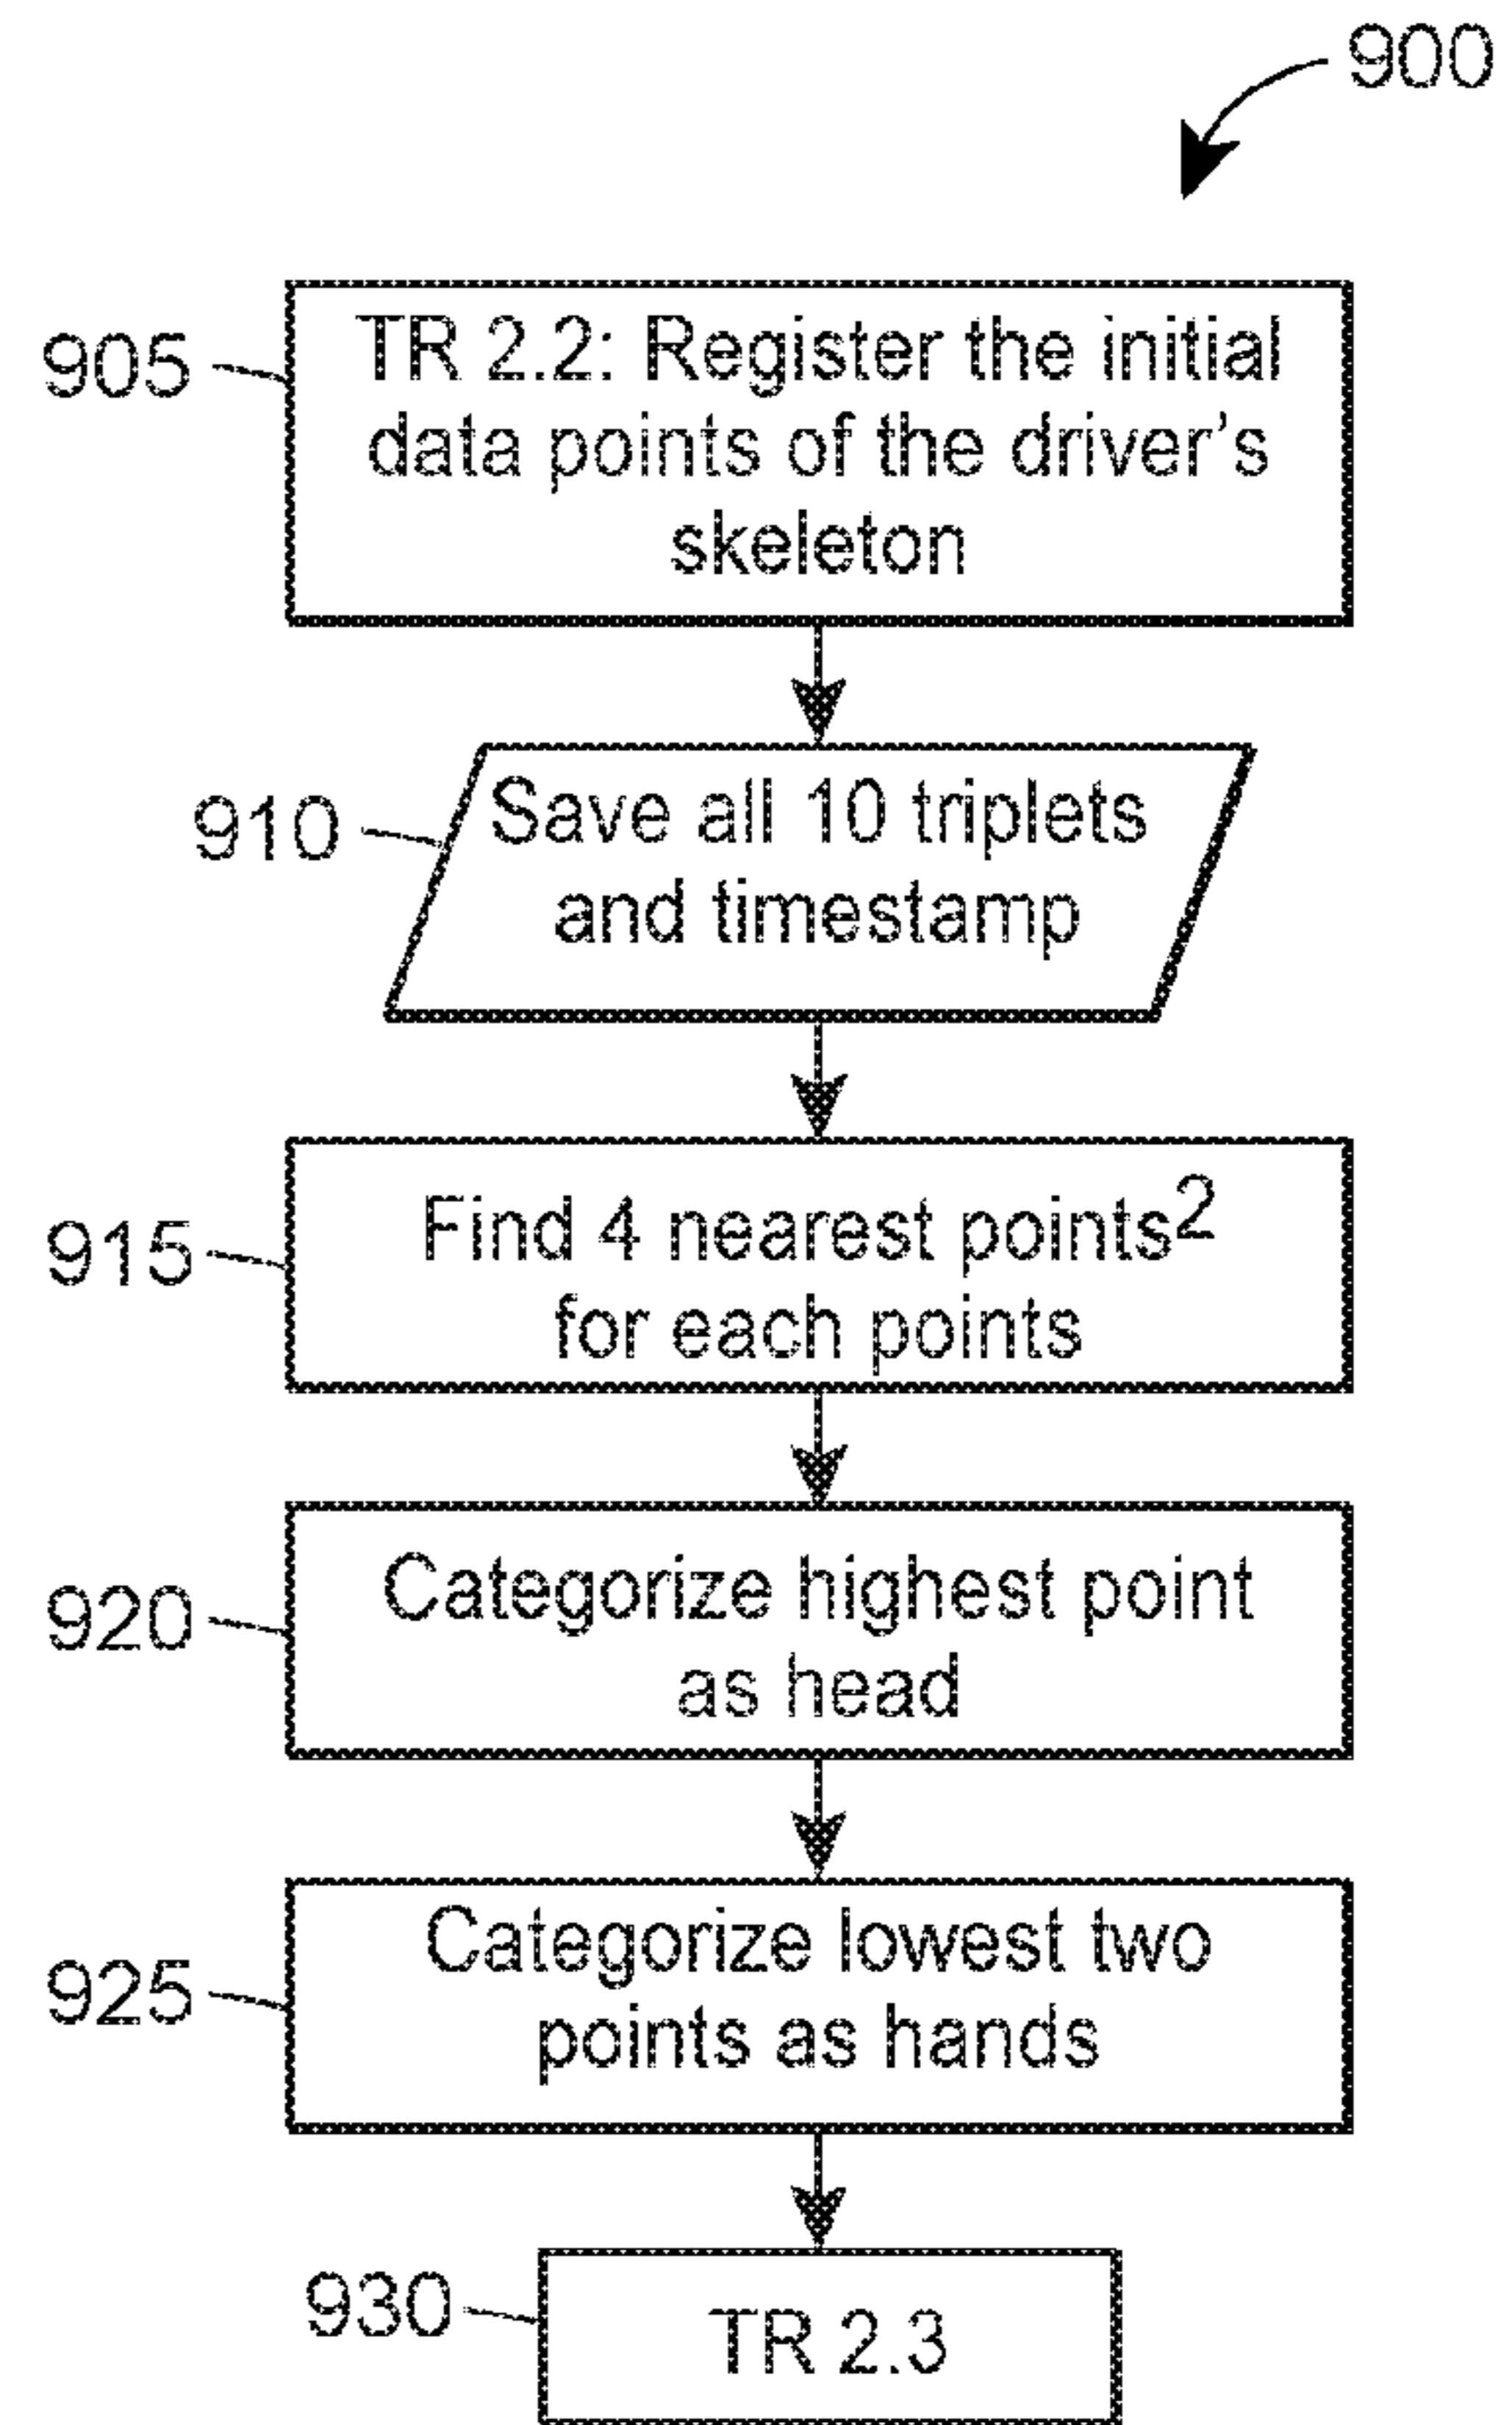 900
905
TR 2.2: Register the initial
data points of the driver's
skeleton
910
Save all 10 triplets
and timestamp
915
Find 4 nearest points2
for each points
920
Categorize highest point
as head
925
Categorize lowest two
points as hands
930
TR 2.3